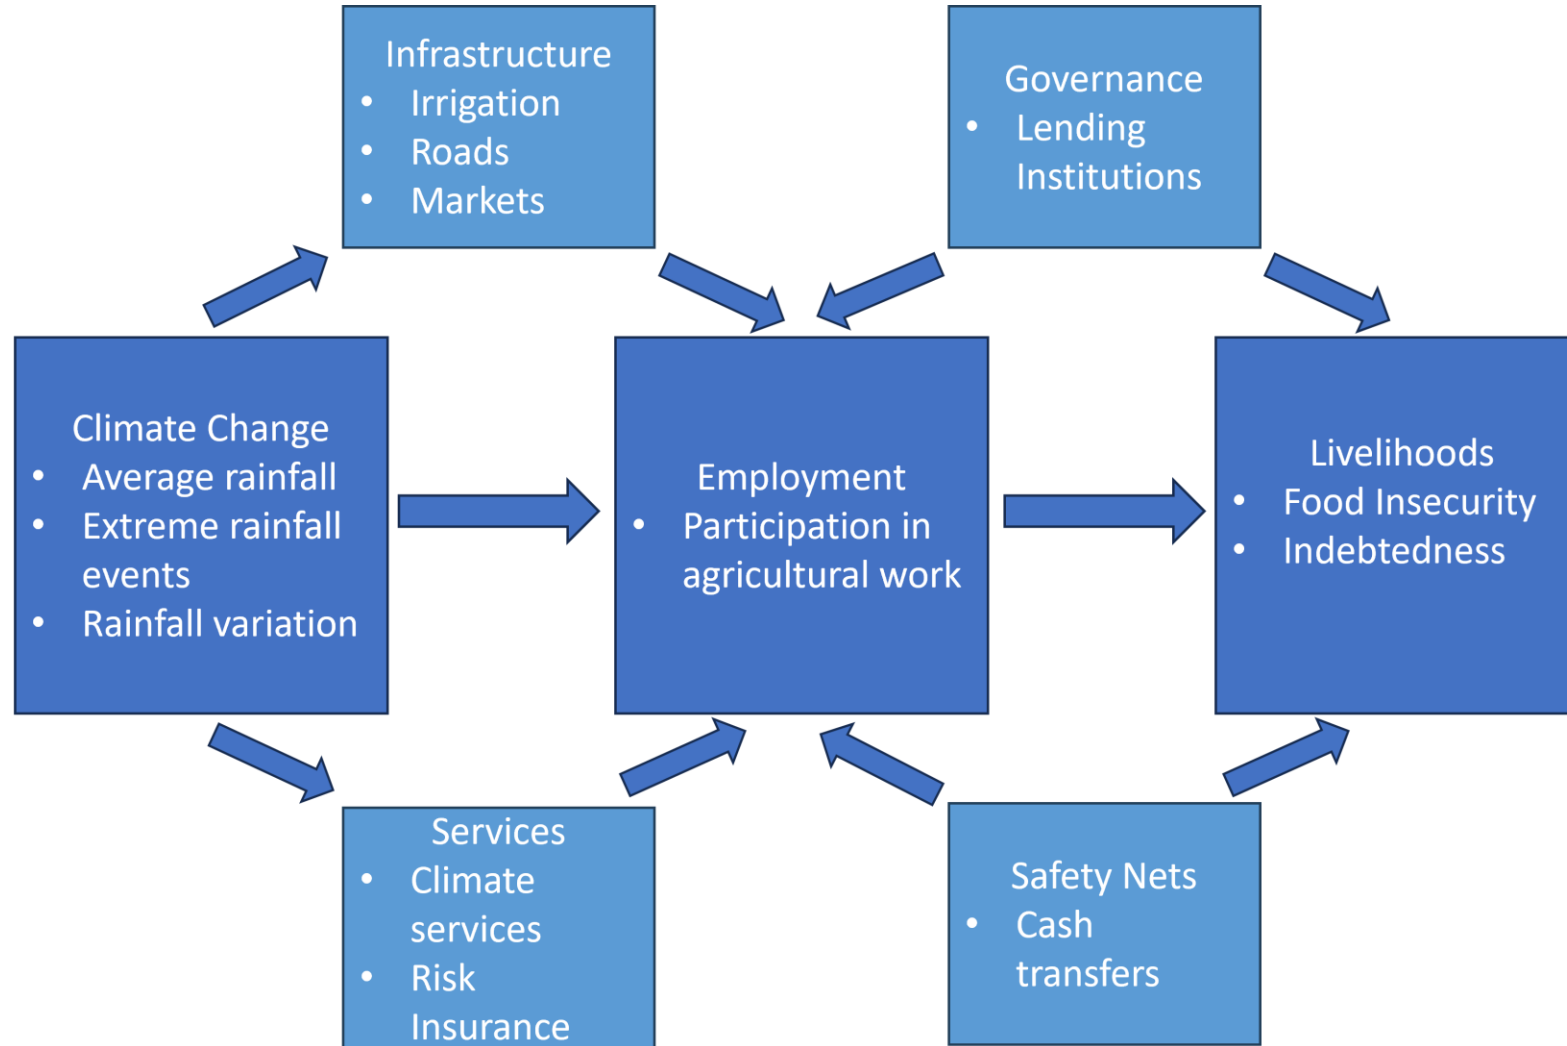 Infrastructure
• Irrigation
• Roads
• Markets
Governance
• Lending
Institutions
Climate Change
• Average rainfall
• Extreme rainfall
events
• Rainfall variation
Employment
• Participation in
agricultural work
Livelihoods
• Food Insecurity
• Indebtedness
Services
• Climate
services
• Risk
Insurance
Safety Nets
• Cash
transfers